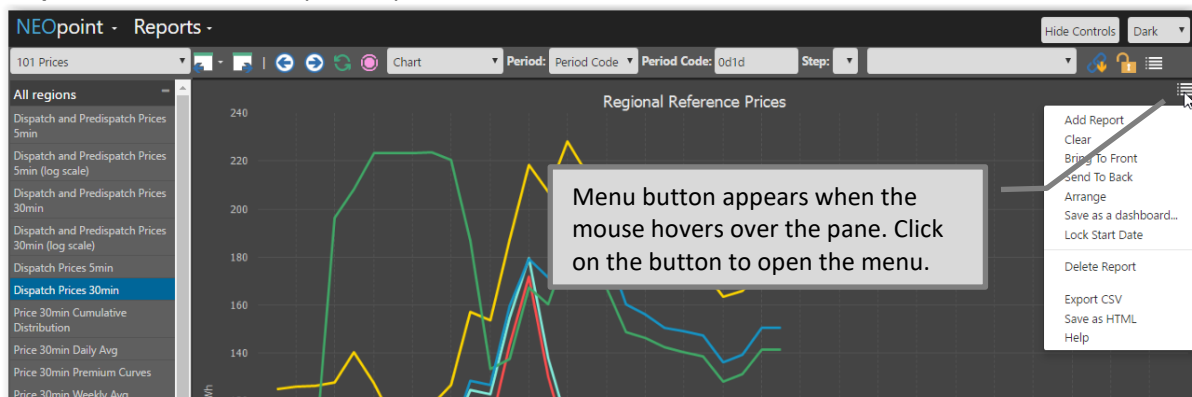 NEOpoint - Reports -
Hide Controls
Dark
101 Prices
Chart
Period:
Period Code
Period Code:
0d1d
Step:
All regions
Dispatch and Predispatch Prices
5min
Dispatch and Predispatch Prices
5min (log scale)
Dispatch and Predispatch Prices
30min
Dispatch and Predispatch Prices
30min (log scale)
Dispatch Prices 5min
Dispatch Prices 30min
Price 30min Cumulative
Distribution
Price 30min Daily Avg
Price 30min Premium Curves
Price 30min Weekly Avg
Regional Reference Prices
240
220
200
180
160
140
Menu button appears when the
mouse hovers over the pane. Click
on the button to open the menu.
Add Report
Clear
Bring To Front
Send To Back
Arrange
Save as a dashboard...
Lock Start Date
Delete Report
Export CSV
Save as HTML
Help